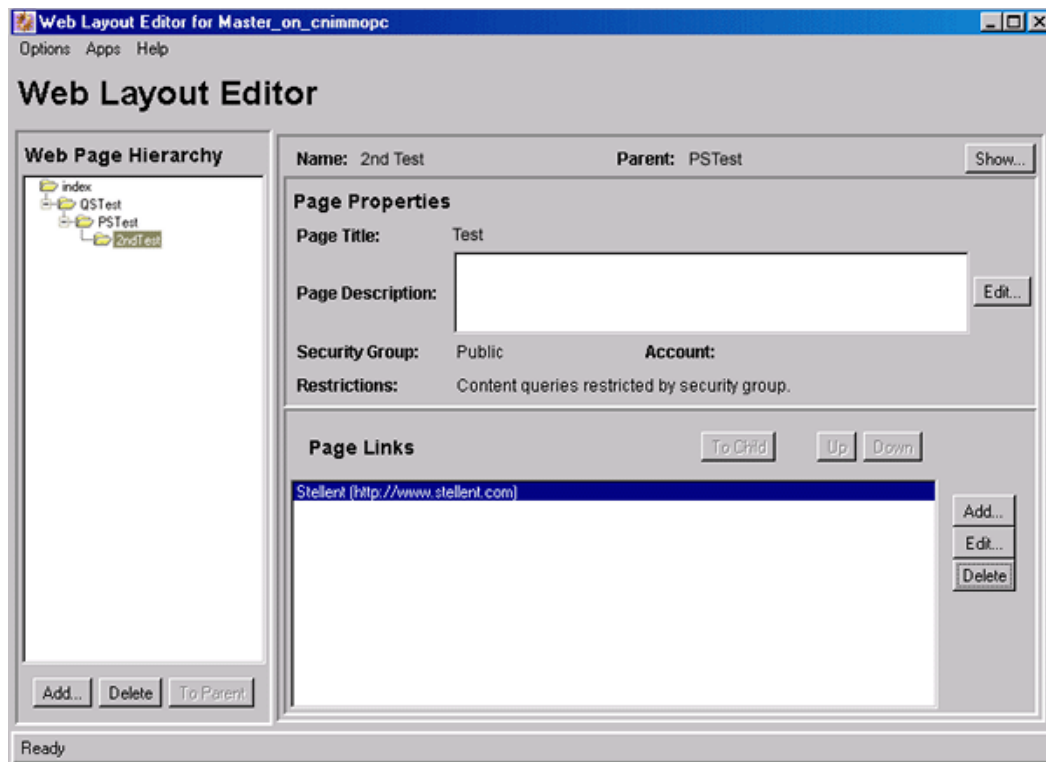 Web Layout Editor for Master_on_cnimmopc
Options Apps Help
Web Layout Editor
Web Page Hierarchy
index
QSTest
PSTest
2ndTest
Add... Delete To Parent
Name: 2nd Test Parent: PSTest Show...
Page Properties
Page Title: Test
Page Description: Edit...
Security Group: Public Account:
Restrictions: Content queries restricted by security group.
Page Links To Child Up Down
Stellent (http://www.stellent.com)
Add...
Edit...
Delete
Ready